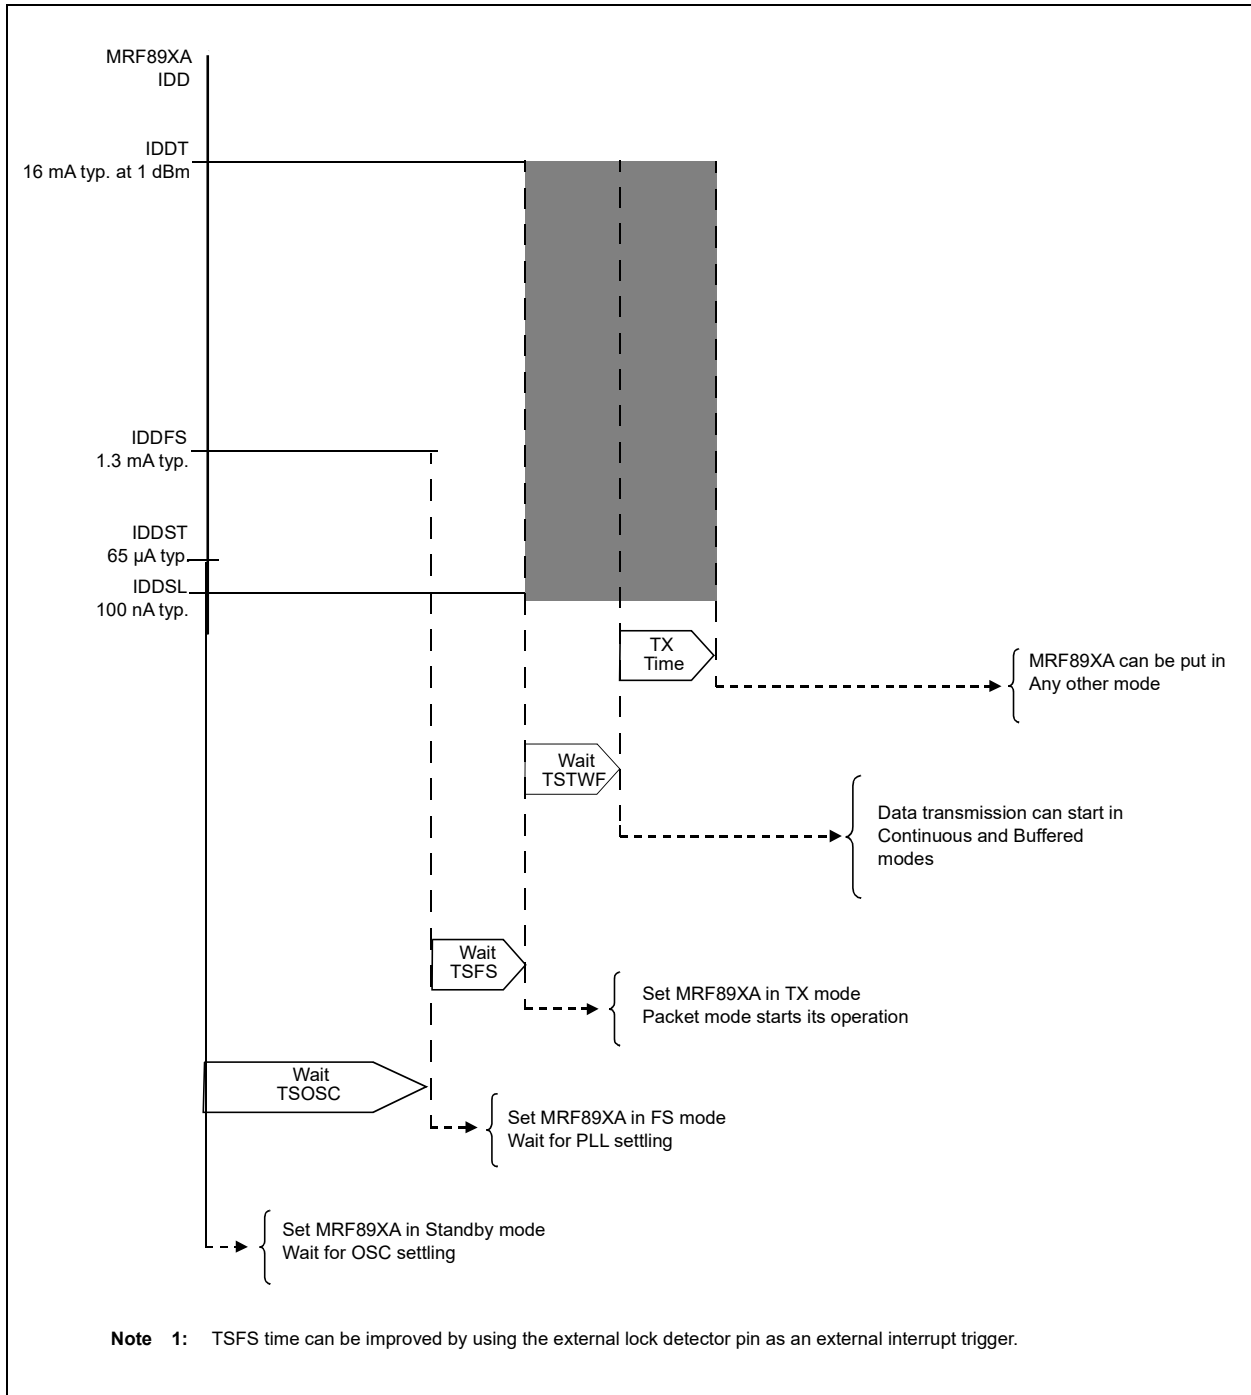 MRF89XA
IDD
IDDT
16 mA typ. at 1 dBm
IDDFS
1.3 mA typ.
IDDST
65 µA typ.
IDDSL
100 nA typ.
TX
Time
MRF89XA can be put in
Any other mode
Wait
TSTWF
Data transmission can start in
Continuous and Buffered
modes
Wait
TSFS
Set MRF89XA in TX mode
Packet mode starts its operation
Wait
TSOSC
Set MRF89XA in FS mode
Wait for PLL settling
Set MRF89XA in Standby mode
Wait for OSC settling
Note 1: TSFS time can be improved by using the external lock detector pin as an external interrupt trigger.